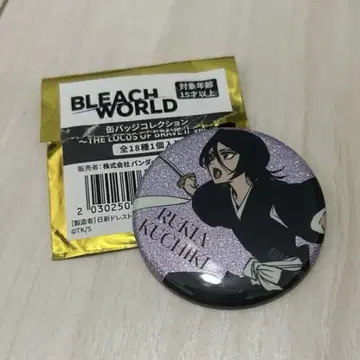 BLEACH
WORLD
対象年齢
15才以上
缶バッジコレクション
〜THE LOCUS OF BRAVE
全18種1個入
販売者:株式会社バンダ
2 030250
【製造者】日新ドレスト
©TK/S
RUKIA
KUCHIKI